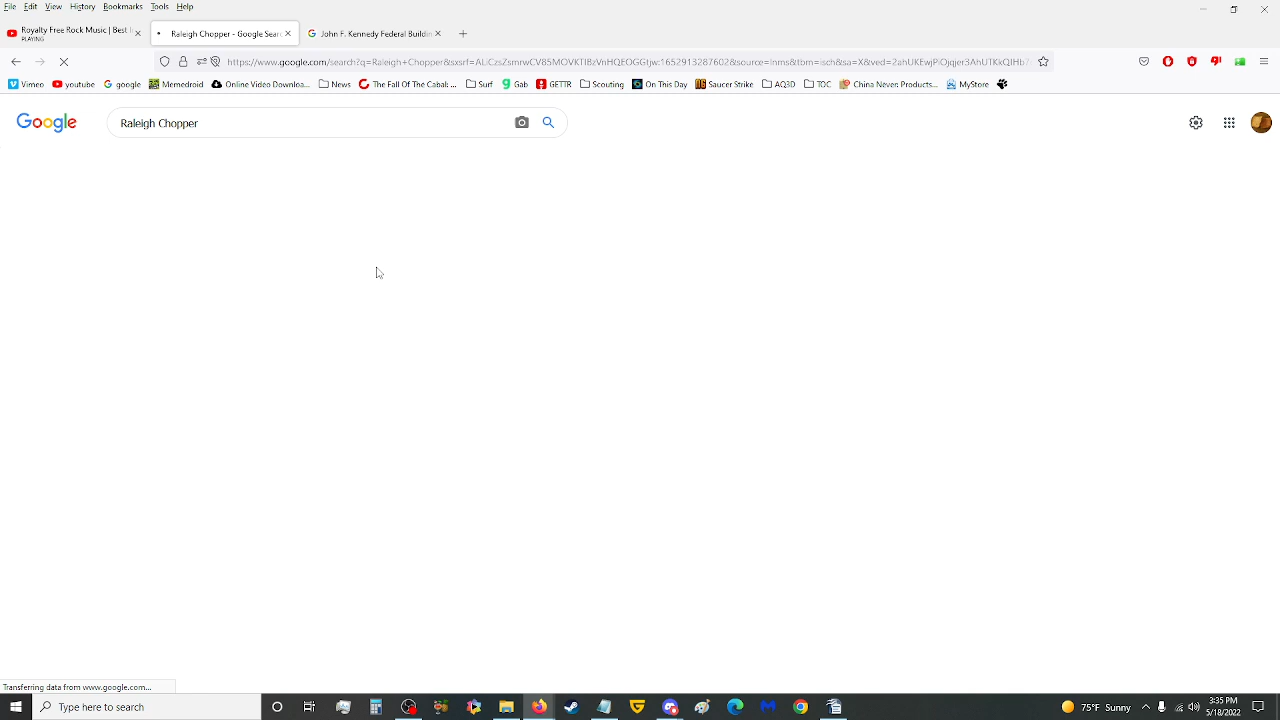 File Edit View History Bookmarks Tools Help
Royalty Free Rock Music | Best I
PLAYING
Raleigh Chopper - Google Sear
John F. Kennedy Federal Buildin
Vimeo youtube google Memedroid Online Video Downloa... News The Fall Of The Cabal: ... Surf Gab GETTR Scouting On This Day Saucer Strike AQ3D TOC China Never: Produc... MyStore
Google
Raleigh Chopper
Transferring data from www.google.com...
Type here to search
75°F Sunny
3:35 PM
5/18/2022